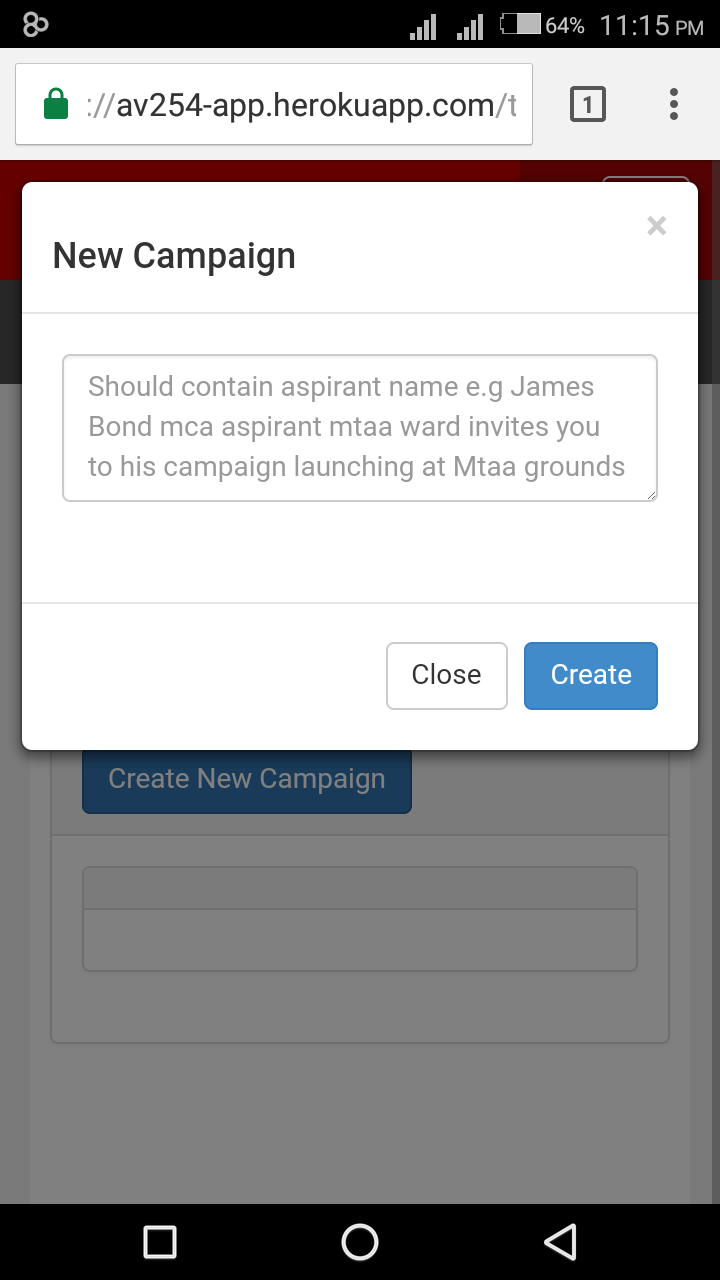 64% 11:15 PM
://av254-app.herokuapp.com/t
1
×
New Campaign
Should contain aspirant name e.g James
Bond mca aspirant mtaa ward invites you
to his campaign launching at Mtaa grounds
Close Create
Create New Campaign